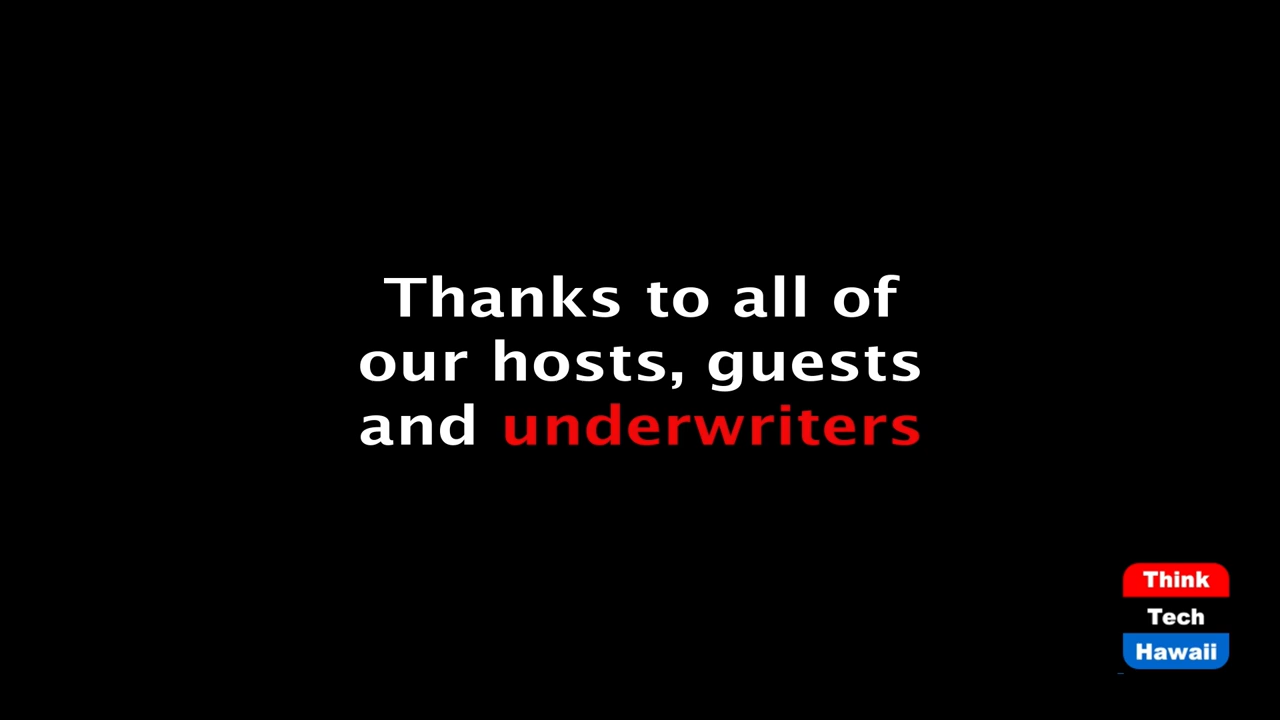 Thanks to all of
our hosts, guests
and underwriters
Think
Tech
Hawaii